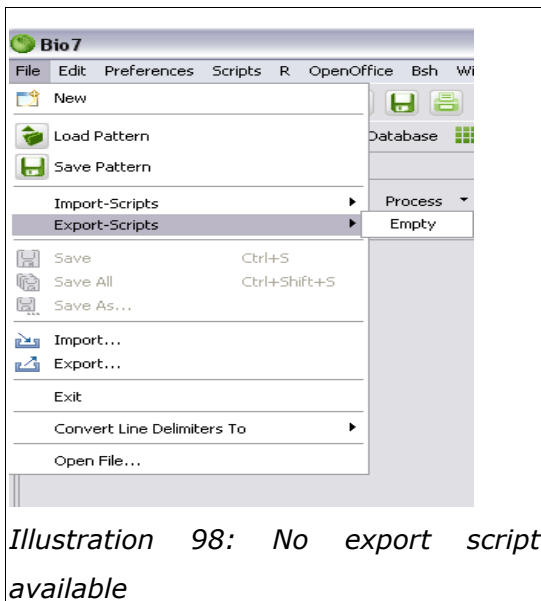 Bio7
File Edit Preferences Scripts R OpenOffice Bsh Wi
New
Load Pattern
Database
Save Pattern
Import-Scripts
Process
Export-Scripts
Empty
Save Ctrl+S
Save All Ctrl+Shift+S
Save As...
Import...
Export...
Exit
Convert Line Delimiters To
Open File...
Illustration 98: No export script
available